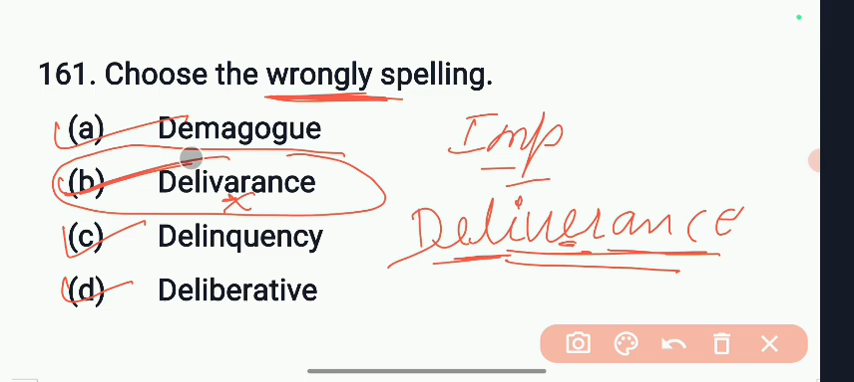 161. Choose the wrongly spelling.
(a) Demagogue
(b) Delivarance
(c) Delinquency
(d) Deliberative
Imp
Deliverance